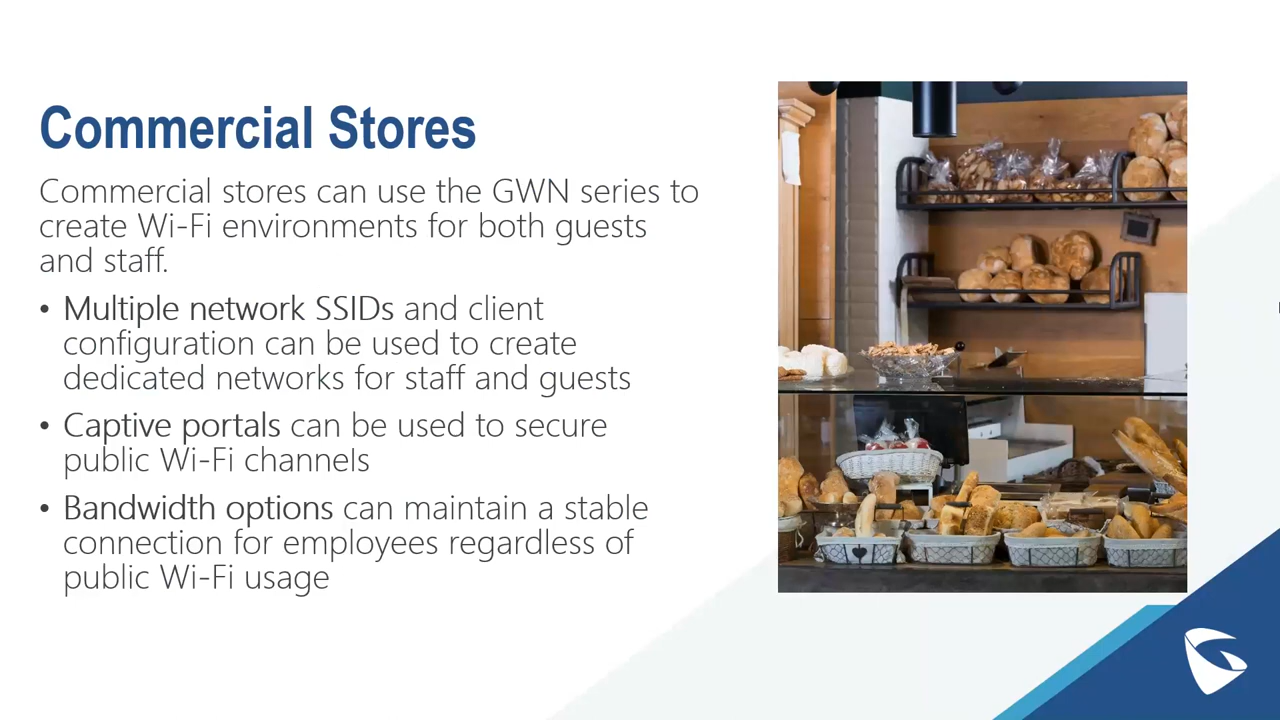 Commercial Stores
Commercial stores can use the GWN series to
create Wi-Fi environments for both guests
and staff.
• Multiple network SSIDs and client
configuration can be used to create
dedicated networks for staff and guests
• Captive portals can be used to secure
public Wi-Fi channels
• Bandwidth options can maintain a stable
connection for employees regardless of
public Wi-Fi usage